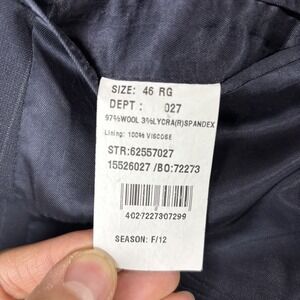 SIZE: 46 RG
DEPT : 027
97%WOOL 3%LYCRA(R)SPANDEX
Lining: 100% VISCOSE
STR:62557027
15526027 /BO:72273
4027227307299
SEASON: F/12